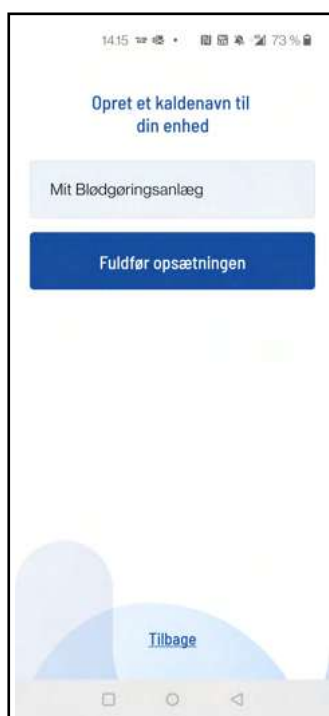 14.15 73 %
Opret et kaldenavn til
din enhed
Mit Blødgøringsanlæg
Fuldfør opsætningen
Tilbage